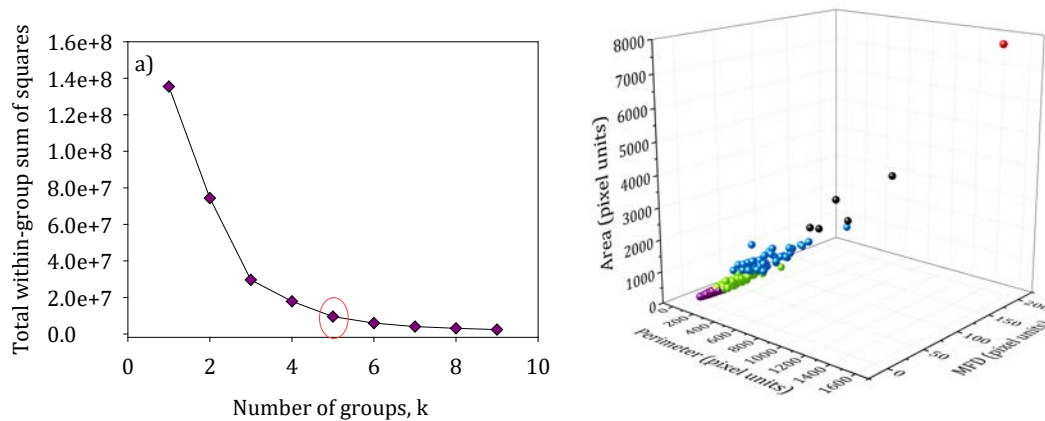 a)
Total within-group sum of squares
1.6e+8
1.4e+8
1.2e+8
1.0e+8
8.0e+7
6.0e+7
4.0e+7
2.0e+7
0.0
0 2 4 6 8 10
Number of groups, k
Area (pixel units)
8000
7000
6000
5000
4000
3000
2000
1000
0
0 200 400 600 800 1000 1200 1400 1600
Perimeter (pixel units)
0 50 100 150 200
MFD (pixel units)